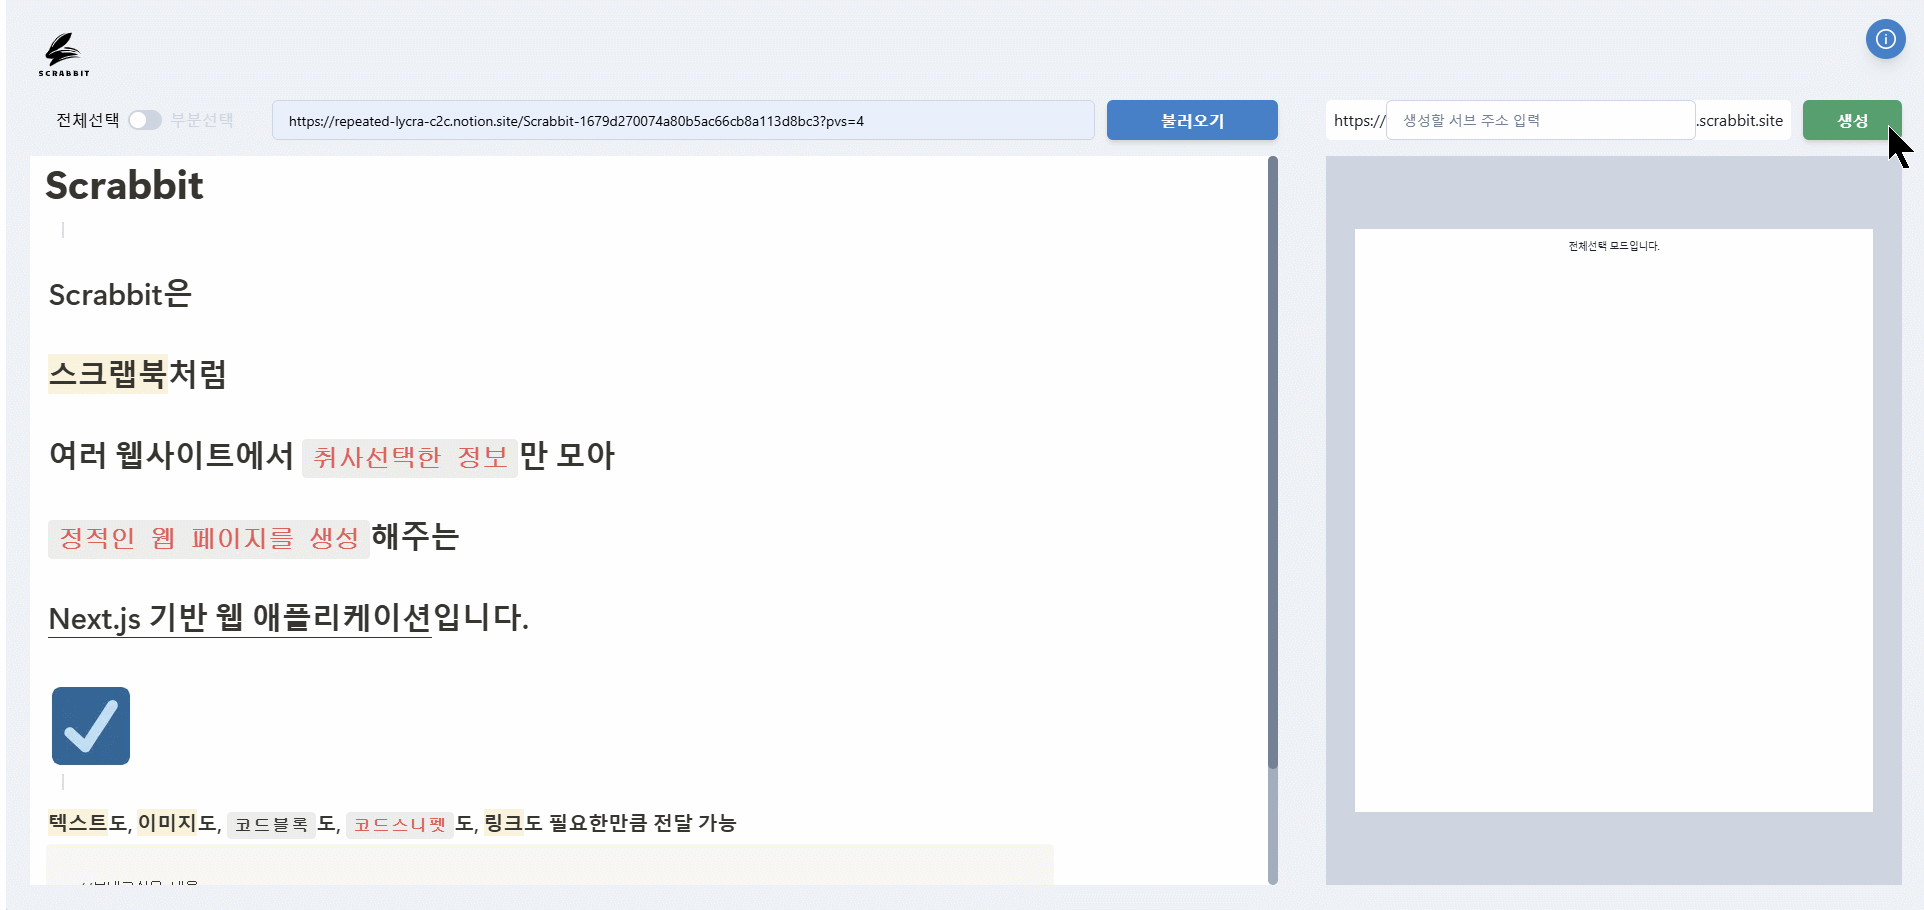 SCRABBIT
전체선택 부분선택
https://repeated-lycra-c2c.notion.site/Scrabbit-1679d270074a80b5ac66cb8a113d8bc3?pvs=4
불러오기
https:// 생성할 서브 주소 입력 .scrabbit.site
생성
Scrabbit
Scrabbit은
스크랩북처럼
여러 웹사이트에서 취사선택한 정보만 모아
정적인 웹 페이지를 생성해주는
Next.js 기반 웹 애플리케이션입니다.
텍스트도, 이미지도, 코드블록도, 코드스니펫도, 링크도 필요한만큼 전달 가능
전체선택 모드입니다.